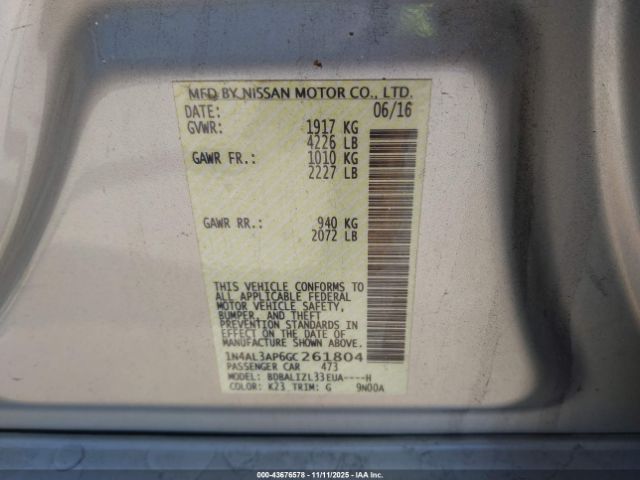 MFD BY NISSAN MOTOR CO., LTD.
DATE: 06/16
GVWR: 1917 KG
4226 LB
GAWR FR.: 1010 KG
2227 LB
GAWR RR.: 940 KG
2072 LB
THIS VEHICLE CONFORMS TO
ALL APPLICABLE FEDERAL
MOTOR VEHICLE SAFETY,
BUMPER, AND THEFT
PREVENTION STANDARDS IN
EFFECT ON THE DATE OF
MANUFACTURE SHOWN ABOVE.
1N4AL3AP6GC261804
PASSENGER CAR 473
MODEL: BDBALIZL33EUA----H
COLOR: K23 TRIM: G 9N00A
000-43676578 - 11/11/2025 - IAA Inc.